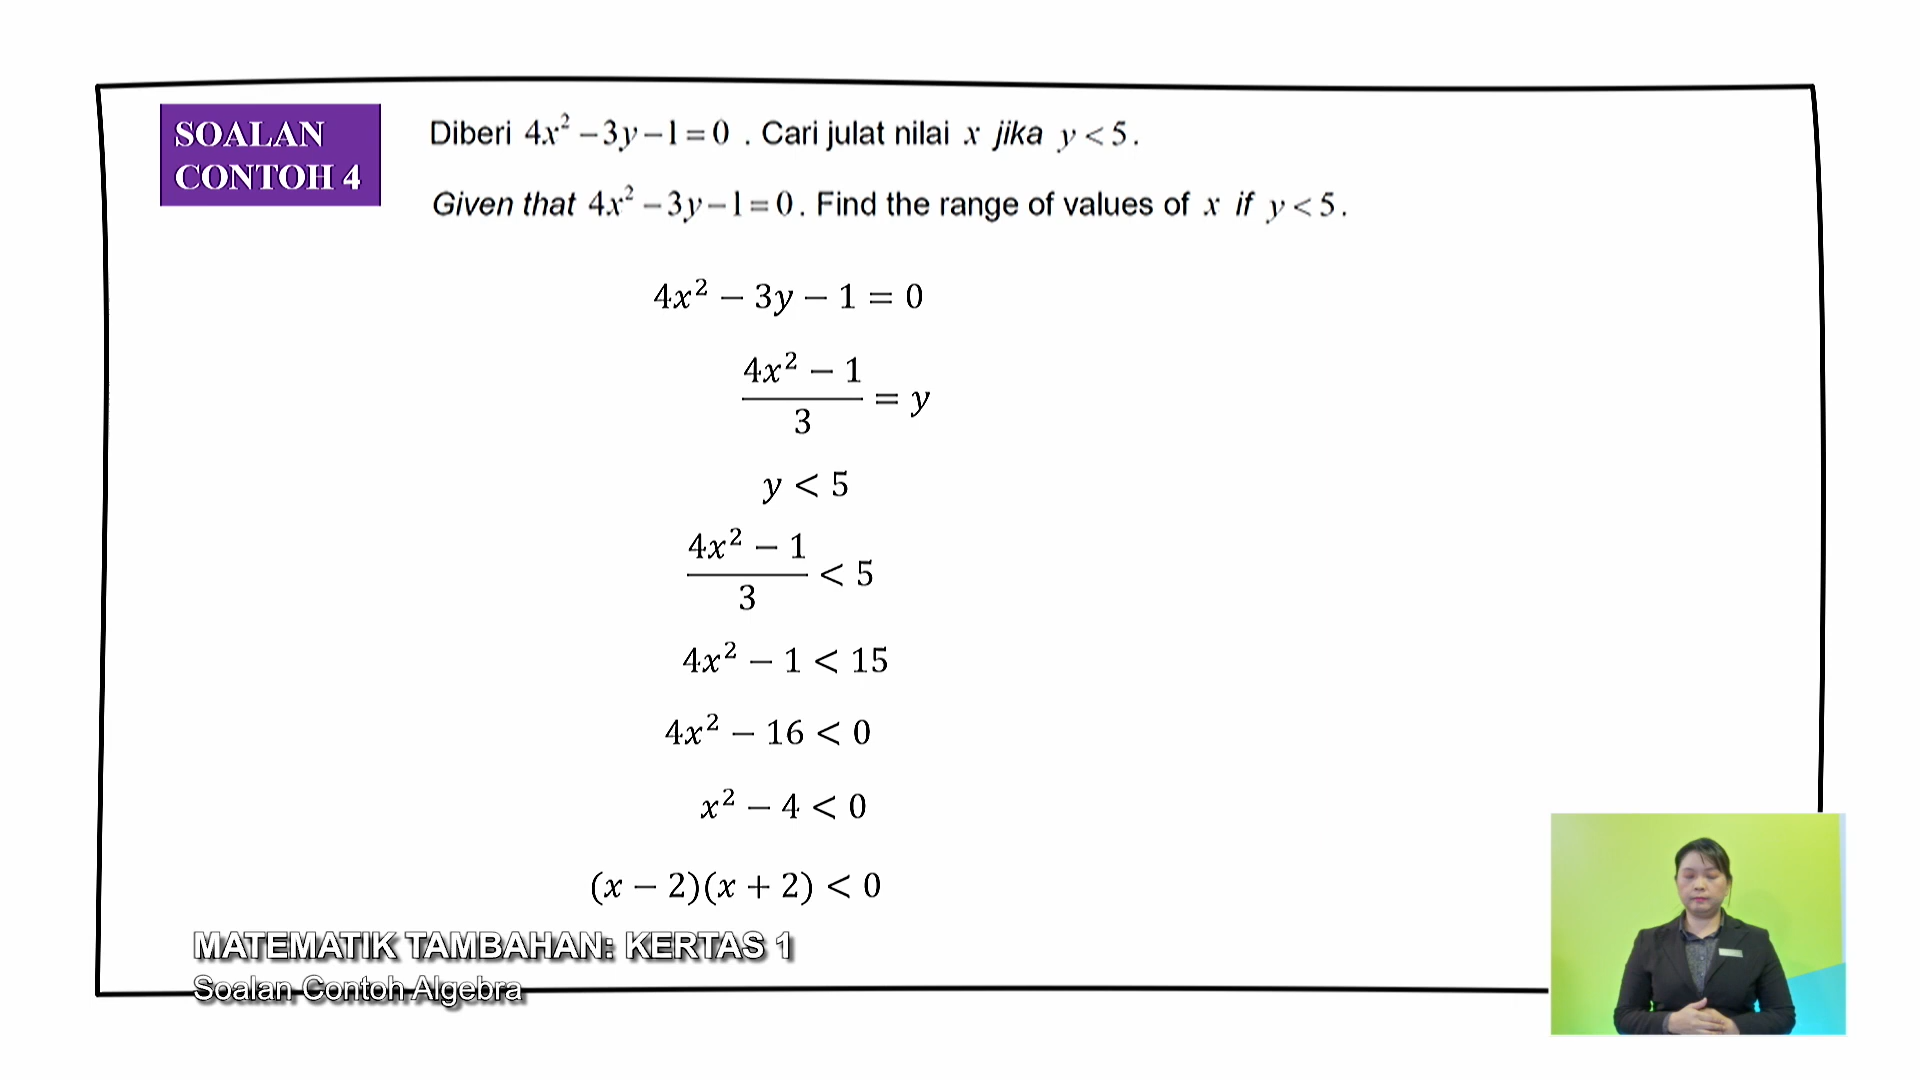 SOALAN
CONTOH 4
Diberi 4x² − 3y − 1 = 0 . Cari julat nilai x jika y < 5 .
Given that 4x² − 3y − 1 = 0 . Find the range of values of x if y < 5 .
4x² − 3y − 1 = 0
(4x² − 1)/3 = y
y < 5
(4x² − 1)/3 < 5
4x² − 1 < 15
4x² − 16 < 0
x² − 4 < 0
(x − 2)(x + 2) < 0
MATEMATIK TAMBAHAN: KERTAS 1
Soalan Contoh Algebra